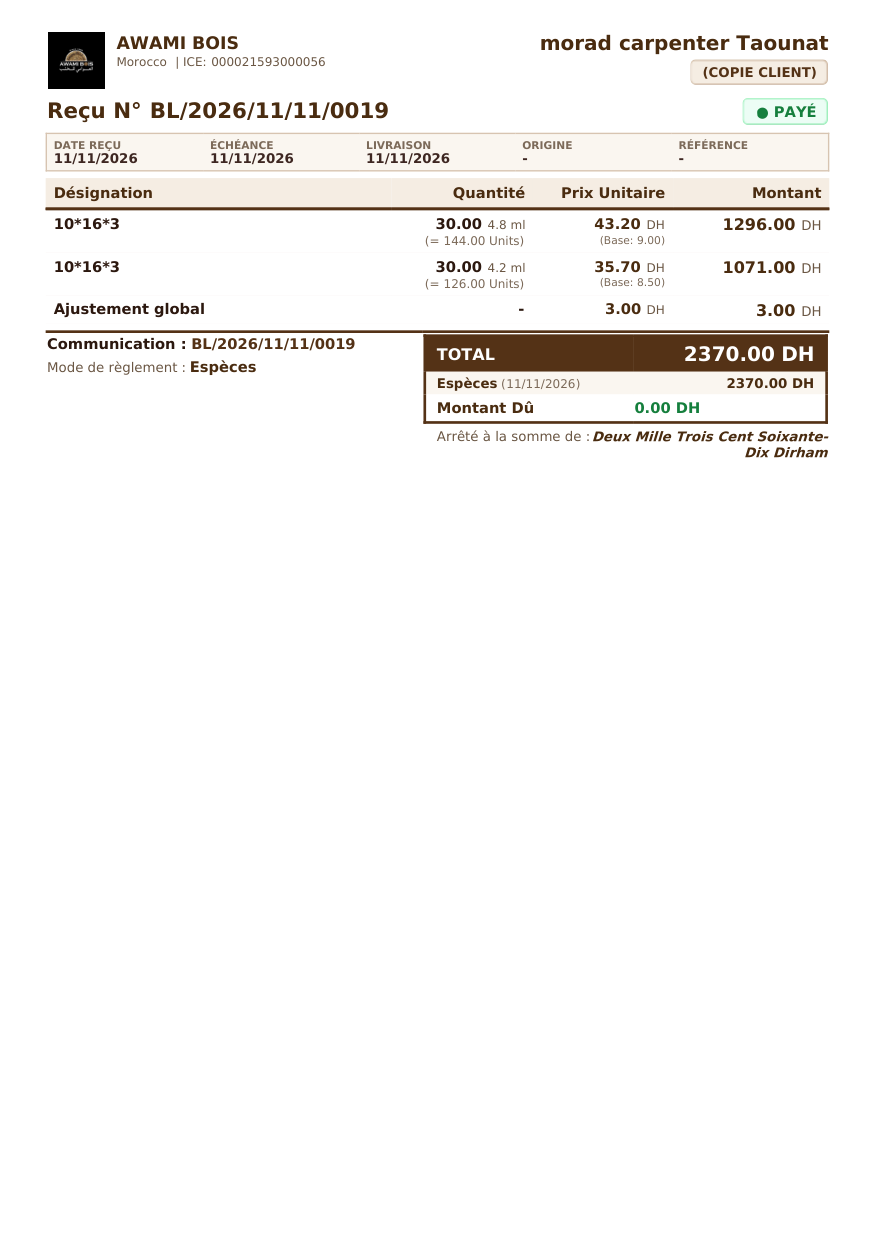 AWAMI BOIS
AWAMI BOIS
Morocco | ICE: 000021593000056
morad carpenter Taounat
(COPIE CLIENT)
Reçu N° BL/2026/11/11/0019
● PAYÉ
DATE REÇU ÉCHÉANCE LIVRAISON ORIGINE RÉFÉRENCE
11/11/2026 11/11/2026 11/11/2026 - -
Désignation Quantité Prix Unitaire Montant
10*16*3 30.00 4.8 ml 43.20 DH 1296.00 DH
(= 144.00 Units) (Base: 9.00)
10*16*3 30.00 4.2 ml 35.70 DH 1071.00 DH
(= 126.00 Units) (Base: 8.50)
Ajustement global - 3.00 DH 3.00 DH
Communication : BL/2026/11/11/0019
Mode de règlement : Espèces
TOTAL 2370.00 DH
Espèces (11/11/2026) 2370.00 DH
Montant Dû 0.00 DH
Arrêté à la somme de : Deux Mille Trois Cent Soixante-
Dix Dirham